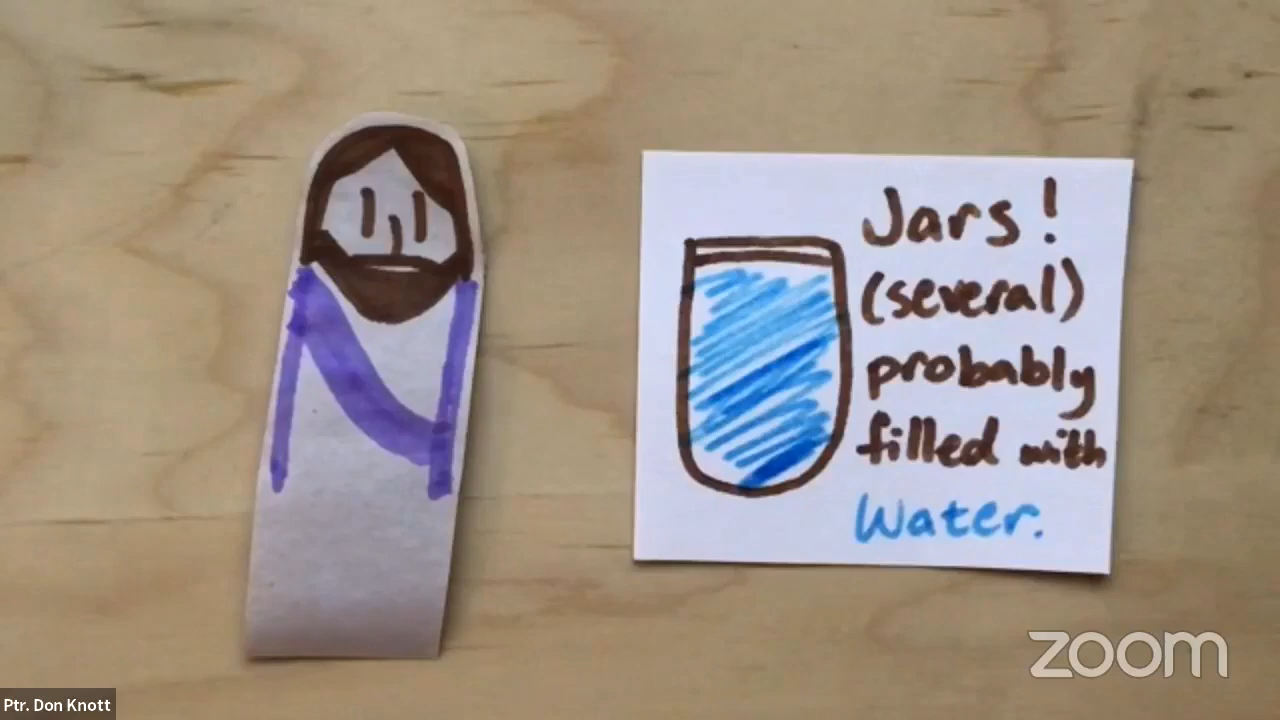 Jars!
(several)
probably
filled with
Water.
zoom
Ptr. Don Knott